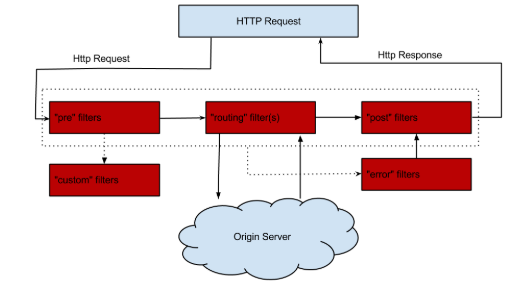 HTTP Request
Http Request
Http Response
"pre" filters
"routing" filter(s)
"post" filters
"custom" filters
"error" filters
Origin Server